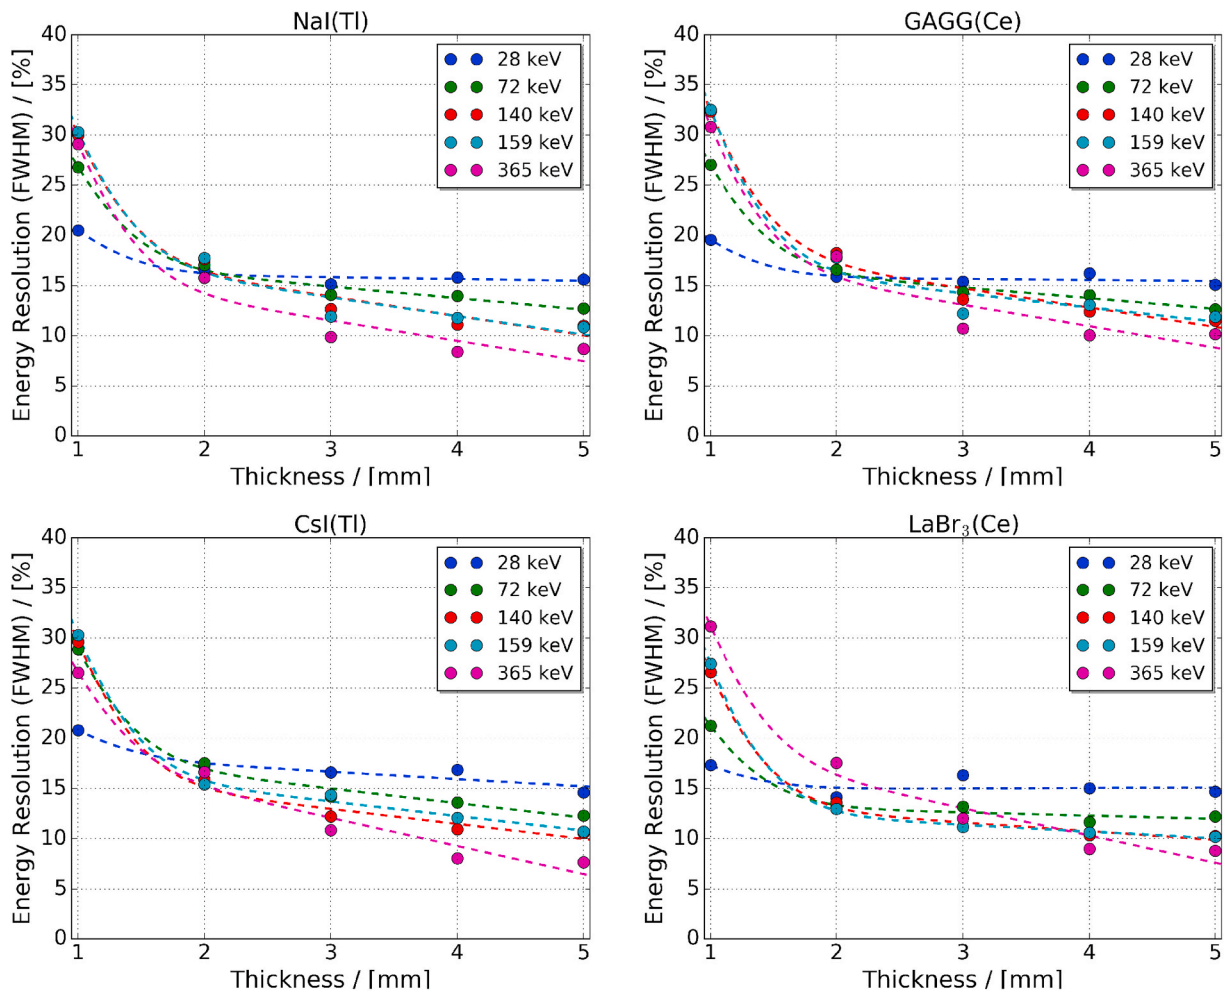 NaI(Tl)
Energy Resolution (FWHM) / [%]
40
35
30
25
20
15
10
5
0
1 2 3 4 5
Thickness / [mm]
28 keV
72 keV
140 keV
159 keV
365 keV
GAGG(Ce)
Energy Resolution (FWHM) / [%]
40
35
30
25
20
15
10
5
0
1 2 3 4 5
Thickness / [mm]
28 keV
72 keV
140 keV
159 keV
365 keV
CsI(Tl)
Energy Resolution (FWHM) / [%]
40
35
30
25
20
15
10
5
0
1 2 3 4 5
Thickness / [mm]
28 keV
72 keV
140 keV
159 keV
365 keV
LaBr₃(Ce)
Energy Resolution (FWHM) / [%]
40
35
30
25
20
15
10
5
0
1 2 3 4 5
Thickness / [mm]
28 keV
72 keV
140 keV
159 keV
365 keV